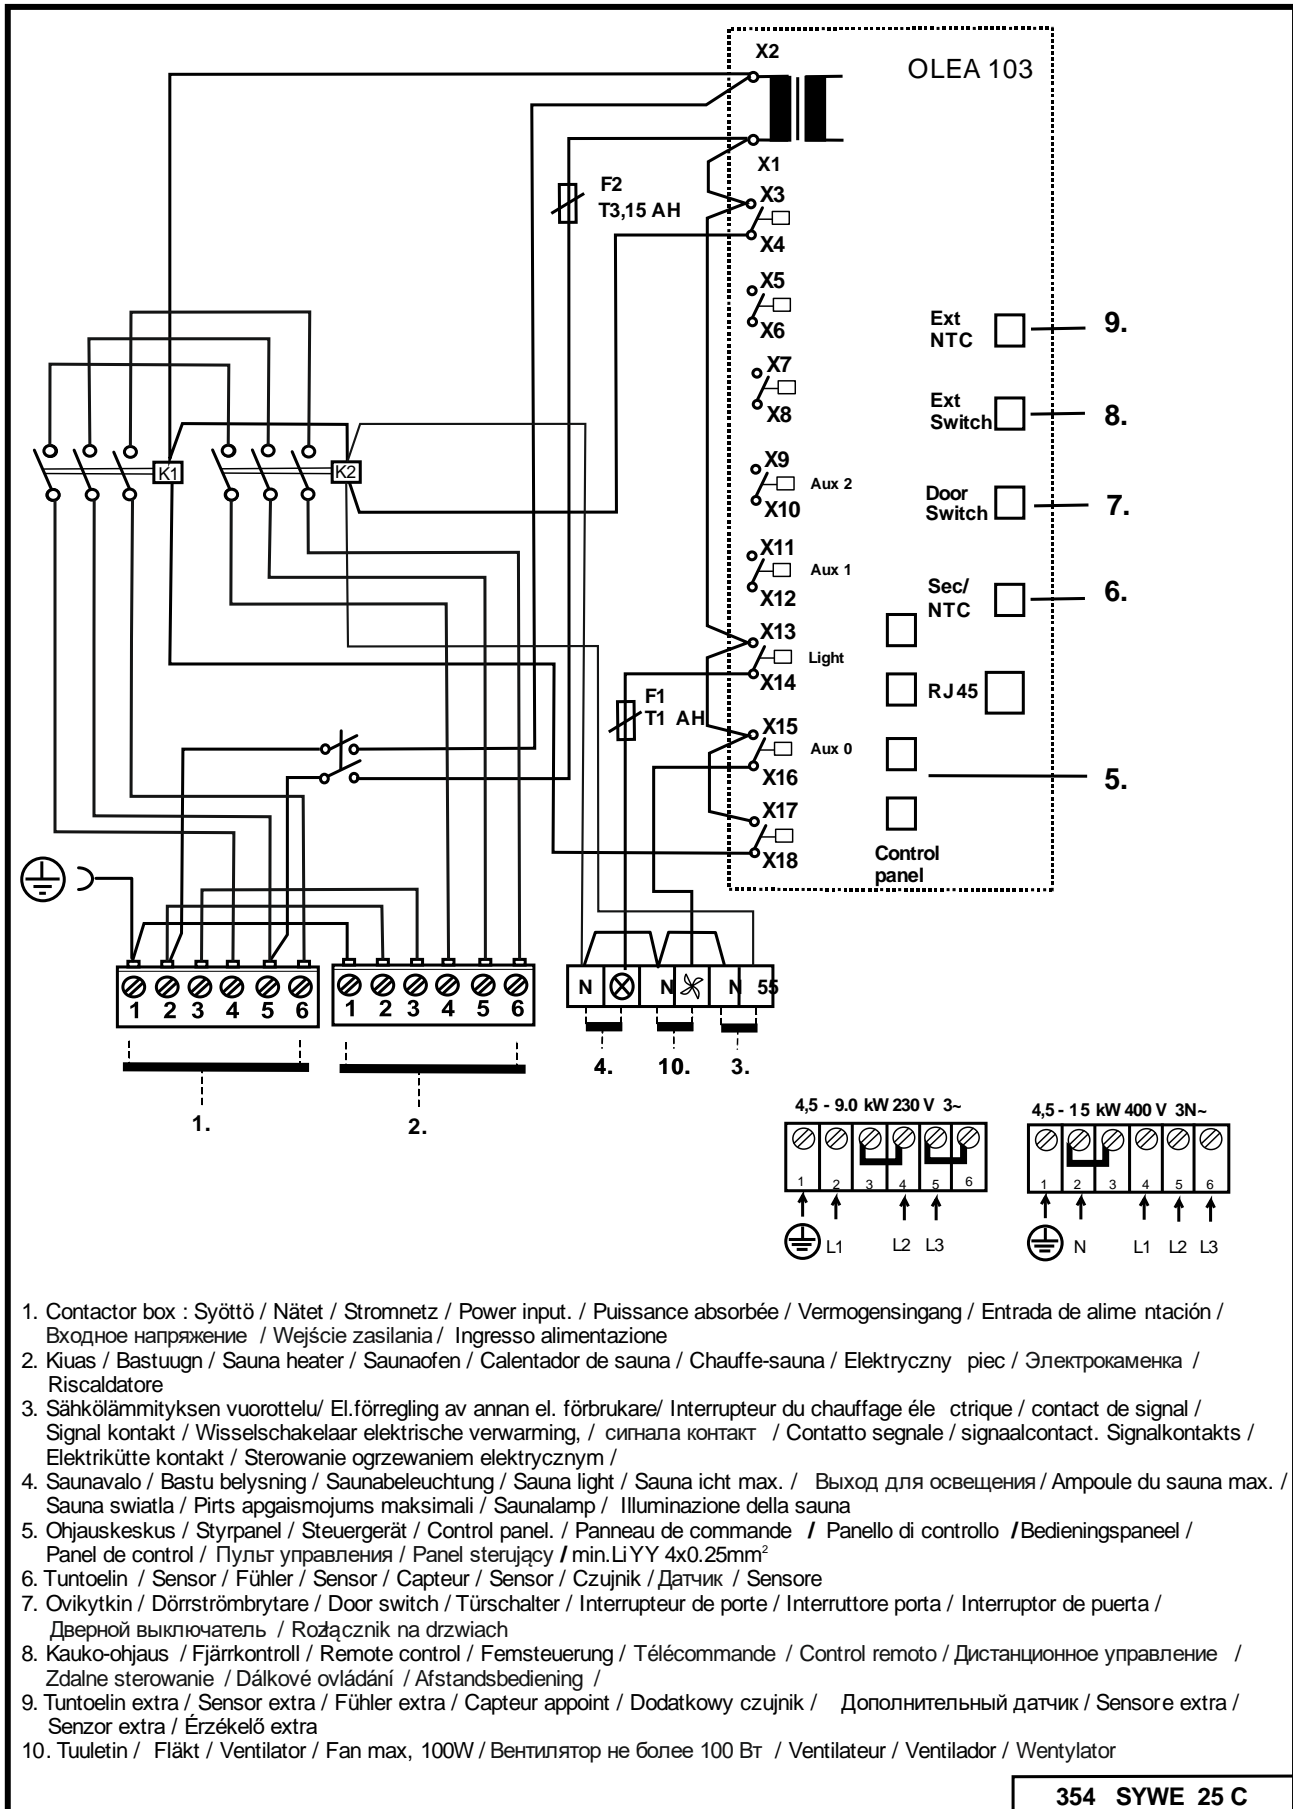 X2
OLEA 103
X1
F2
T3,15 AH
X3
X4
X5
X6
Ext
NTC
9.
X7
X8
Ext
Switch
8.
K1
K2
X9
Aux 2
X10
Door
Switch
7.
X11
Aux 1
X12
Sec/
NTC
6.
X13
Light
X14
RJ45
F1
T1 AH
X15
Aux 0
X16
5.
X17
X18
Control
panel
1 2 3 4 5 6
1 2 3 4 5 6
N N N 55
4. 10. 3.
1. 2.
4,5 - 9.0 kW 230 V 3~
1 2 3 4 5 6
L1 L2 L3
4,5 - 15 kW 400 V 3N~
1 2 3 4 5 6
N L1 L2 L3
1. Contactor box : Syöttö / Nätet / Stromnetz / Power input. / Puissance absorbée / Vermogensingang / Entrada de alime ntación /
Входное напряжение / Wejście zasilania / Ingresso alimentazione
2. Kiuas / Bastuugn / Sauna heater / Saunaofen / Calentador de sauna / Chauffe-sauna / Elektryczny piec / Электрокаменка /
Riscaldatore
3. Sähkölämmityksen vuorottelu/ El.förregling av annan el. förbrukare/ Interrupteur du chauffage éle ctrique / contact de signal /
Signal kontakt / Wisselschakelaar elektrische verwarming, / сигнала контакт / Contatto segnale / signaalcontact. Signalkontakts /
Elektrikütte kontakt / Sterowanie ogrzewaniem elektrycznym /
4. Saunavalo / Bastu belysning / Saunabeleuchtung / Sauna light / Sauna icht max. / Выход для освещения / Ampoule du sauna max. /
Sauna swiatla / Pirts apgaismojums maksimali / Saunalamp / Illuminazione della sauna
5. Ohjauskeskus / Styrpanel / Steuergerät / Control panel. / Panneau de commande / Panello di controllo / Bedieningspaneel /
Panel de control / Пульт управления / Panel sterujący / min.LiYY 4x0.25mm²
6. Tuntoelin / Sensor / Fühler / Sensor / Capteur / Sensor / Czujnik / Датчик / Sensore
7. Ovikytkin / Dörrströmbrytare / Door switch / Türschalter / Interrupteur de porte / Interruttore porta / Interruptor de puerta /
Дверной выключатель / Rozłącznik na drzwiach
8. Kauko-ohjaus / Fjärrkontroll / Remote control / Femsteuerung / Télécommande / Control remoto / Дистанционное управление /
Zdalne sterowanie / Dálkové ovládání / Afstandsbediening /
9. Tuntoelin extra / Sensor extra / Fühler extra / Capteur appoint / Dodatkowy czujnik / Дополнительный датчик / Sensore extra /
Senzor extra / Érzékelő extra
10. Tuuletin / Fläkt / Ventilator / Fan max, 100W / Вентилятор не более 100 Вт / Ventilateur / Ventilador / Wentylator
354 SYWE 25 C